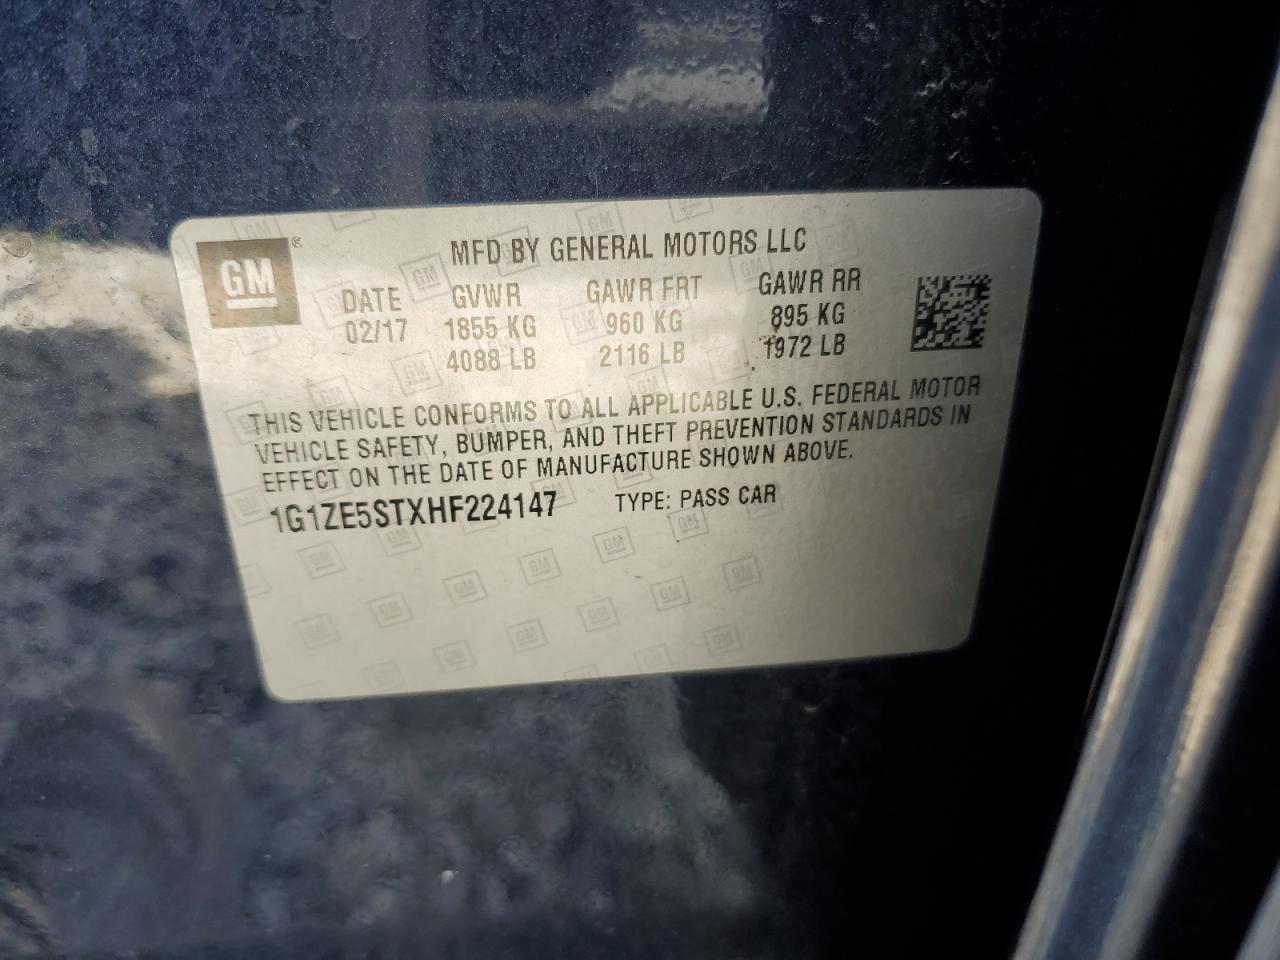 GM
MFD BY GENERAL MOTORS LLC
DATE GVWR GAWR FRT GAWR RR
02/17 1855 KG 960 KG 895 KG
4088 LB 2116 LB 1972 LB
THIS VEHICLE CONFORMS TO ALL APPLICABLE U.S. FEDERAL MOTOR
VEHICLE SAFETY, BUMPER, AND THEFT PREVENTION STANDARDS IN
EFFECT ON THE DATE OF MANUFACTURE SHOWN ABOVE.
1G1ZE5STXHF224147 TYPE: PASS CAR